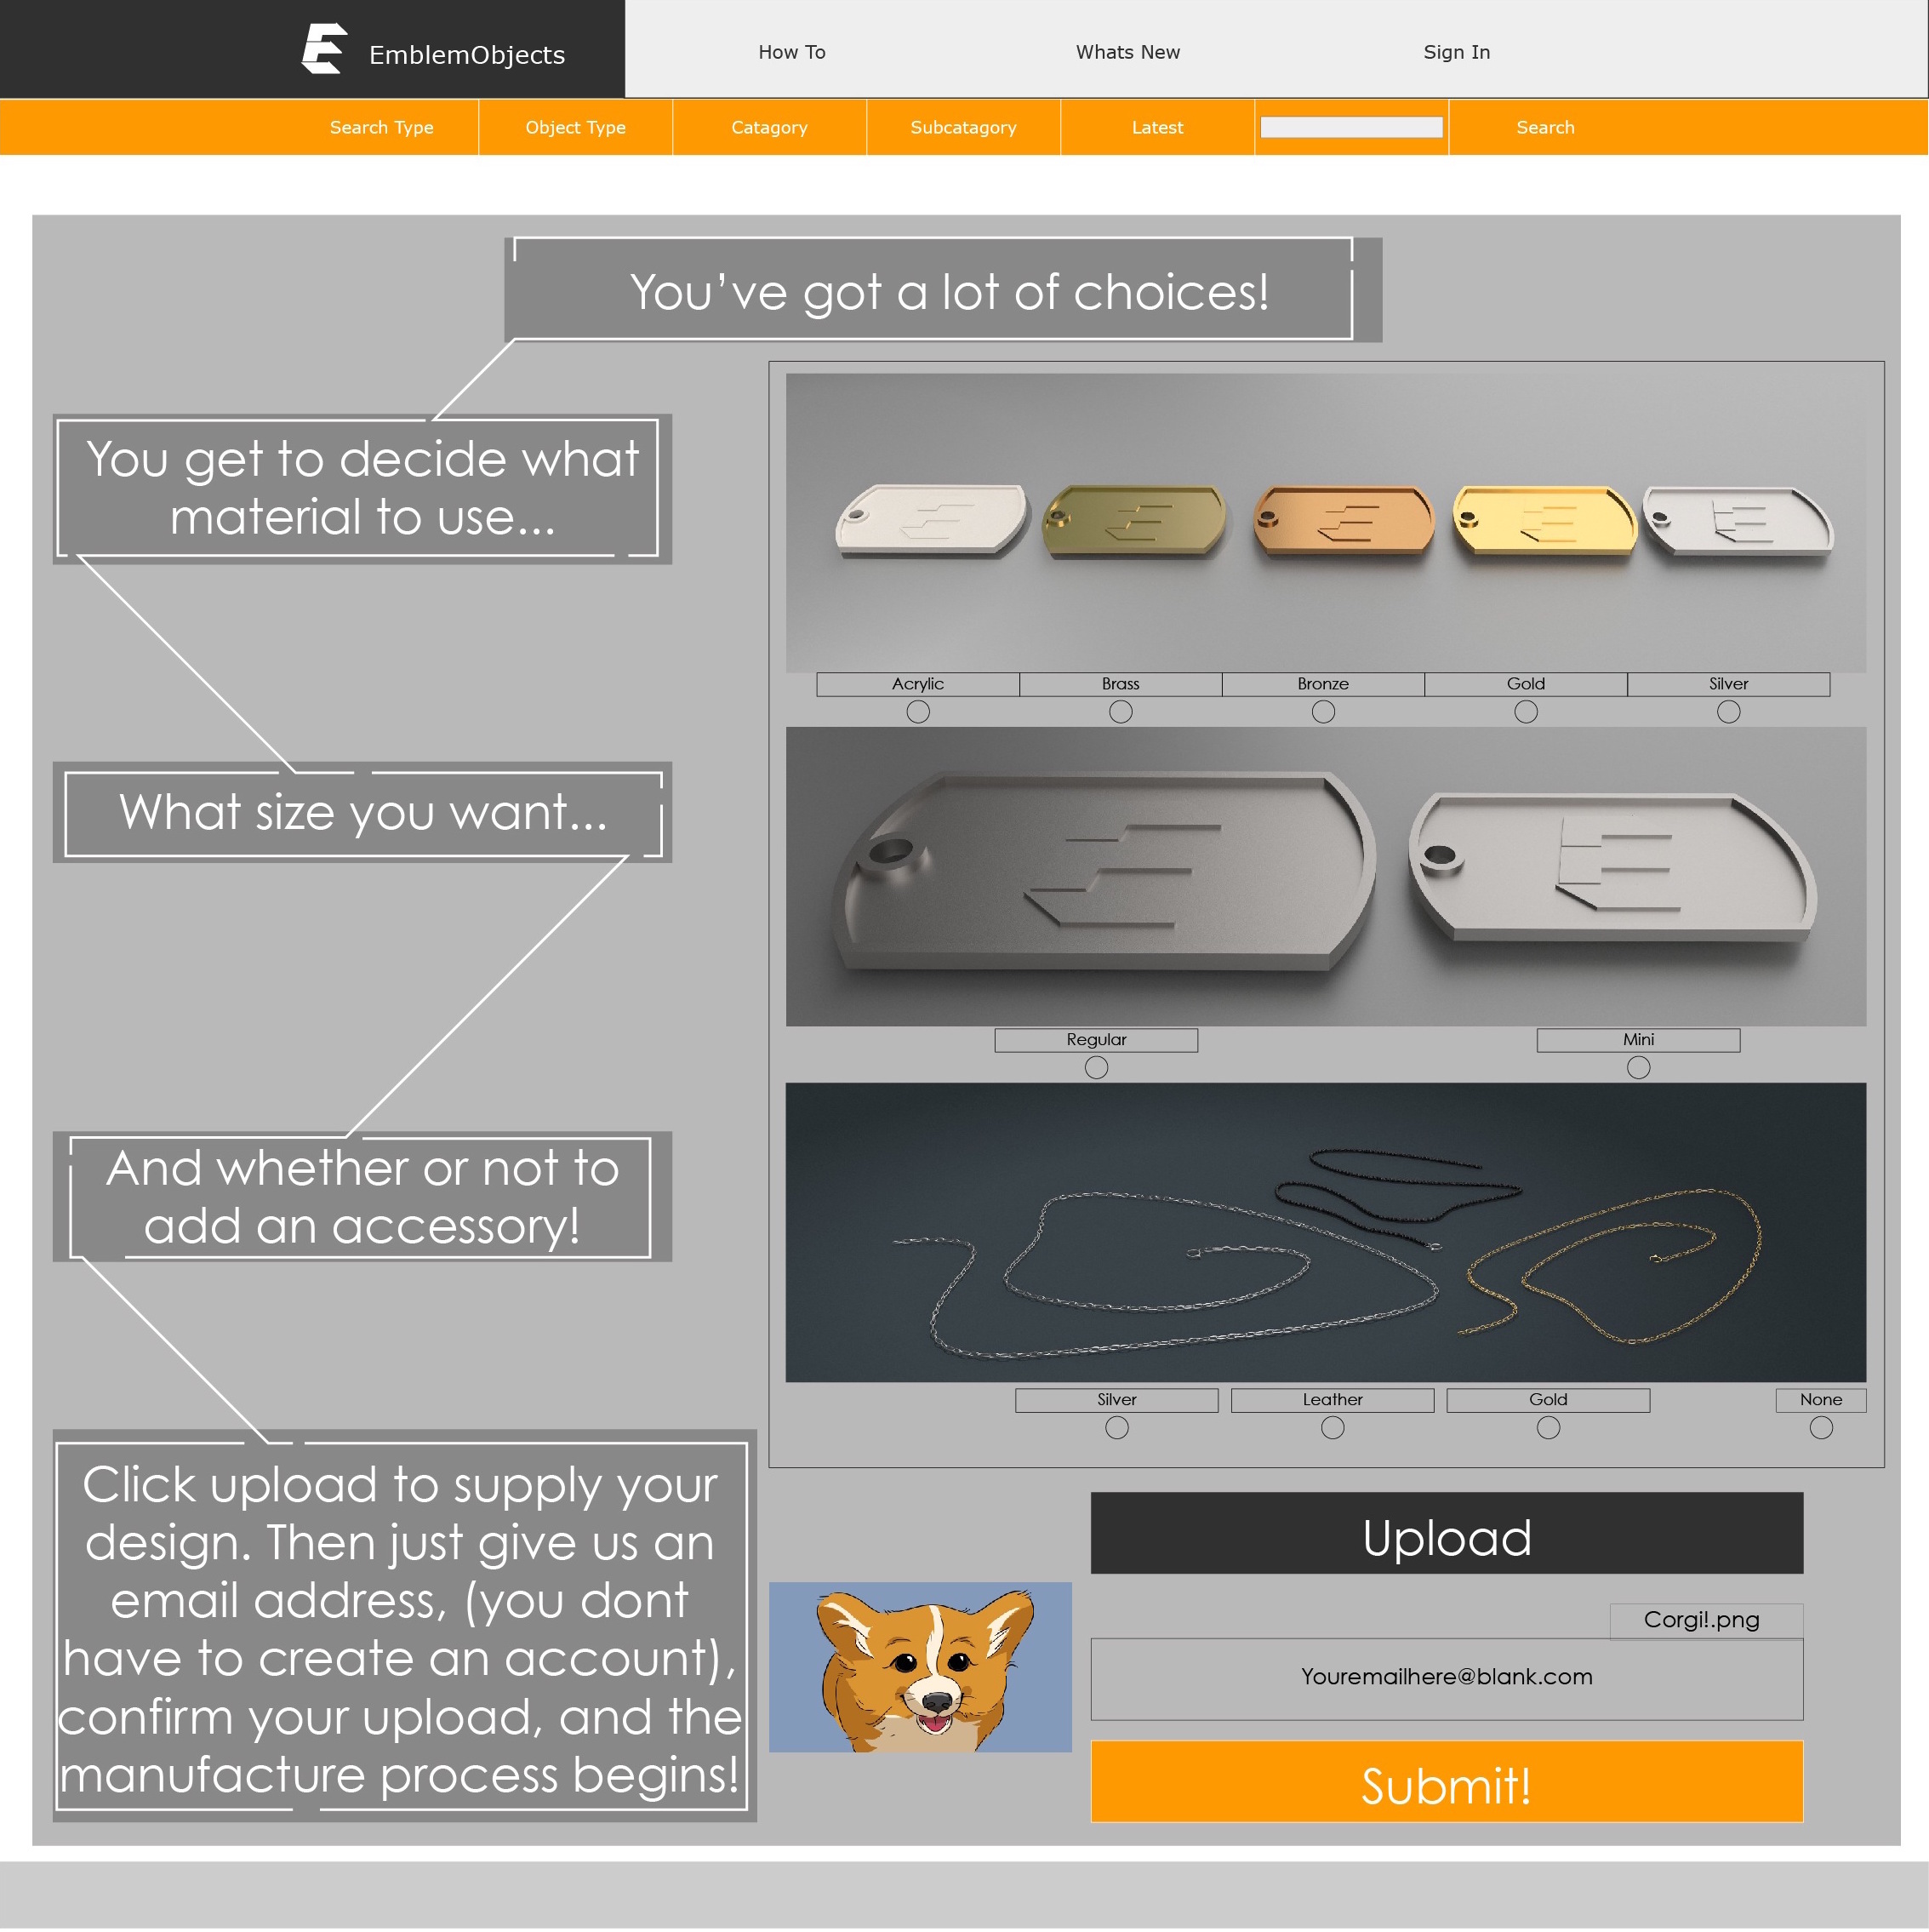 EmblemObjects
How To
Whats New
Sign In
Search Type
Object Type
Catagory
Subcatagory
Latest
Search
You’ve got a lot of choices!
You get to decide what
material to use...
Acrylic
Brass
Bronze
Gold
Silver
What size you want...
Regular
Mini
And whether or not to
add an accessory!
Silver
Leather
Gold
None
Click upload to supply your
design. Then just give us an
email address, (you dont
have to create an account),
confirm your upload, and the
manufacture process begins!
Upload
Corgi!.png
Youremailhere@blank.com
Submit!